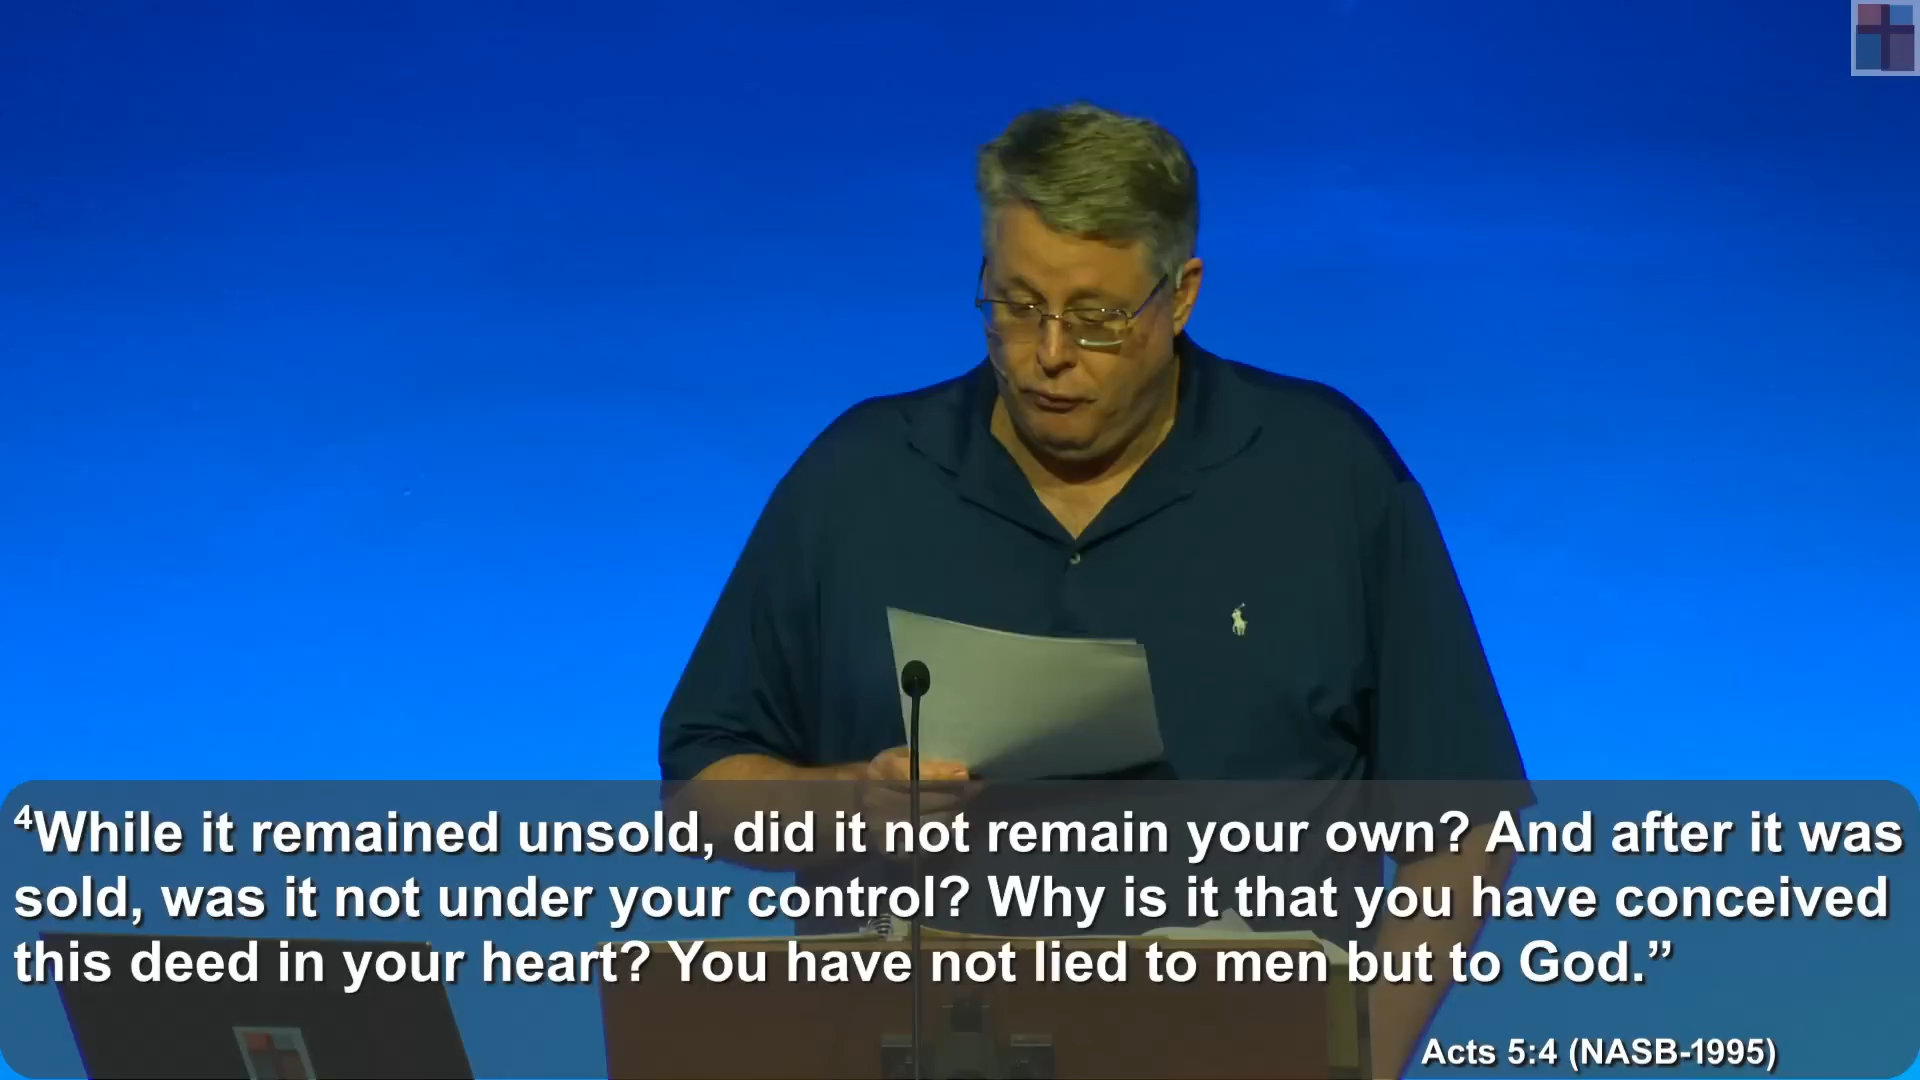 ⁴While it remained unsold, did it not remain your own? And after it was
sold, was it not under your control? Why is it that you have conceived
this deed in your heart? You have not lied to men but to God.”
Acts 5:4 (NASB-1995)